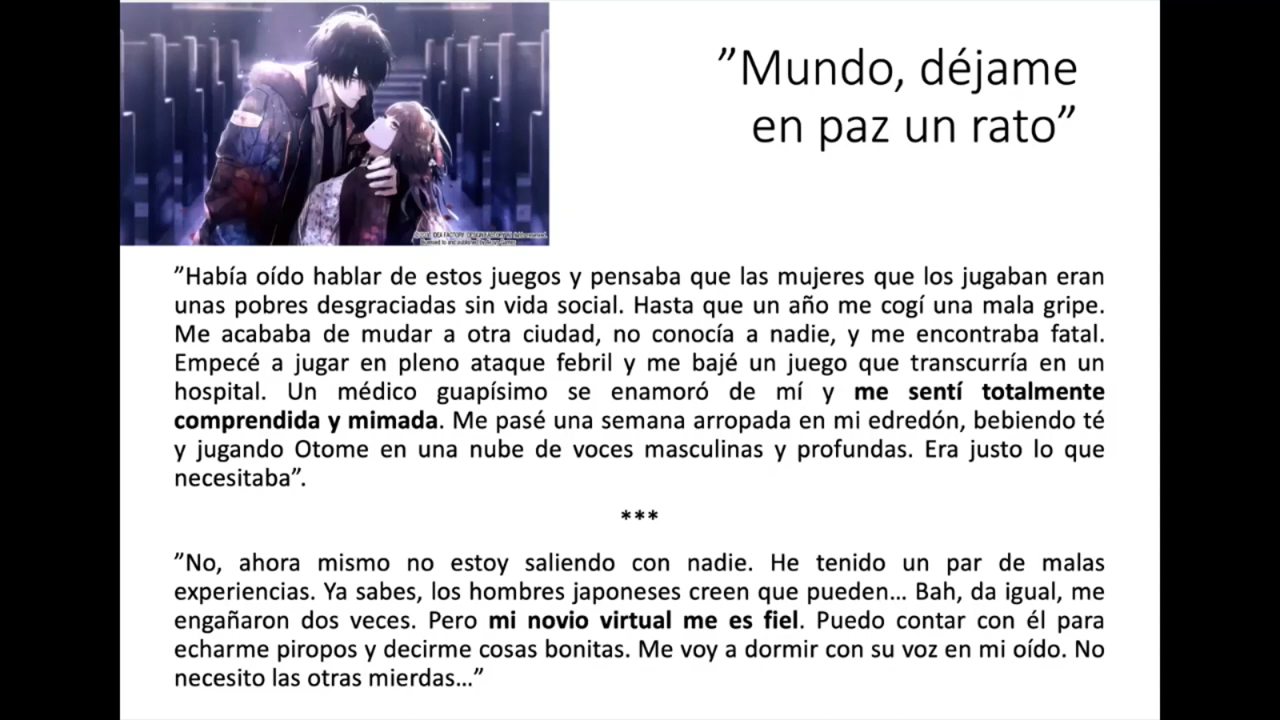 ”Mundo, déjame
en paz un rato”
”Había oído hablar de estos juegos y pensaba que las mujeres que los jugaban eran
unas pobres desgraciadas sin vida social. Hasta que un año me cogí una mala gripe.
Me acababa de mudar a otra ciudad, no conocía a nadie, y me encontraba fatal.
Empecé a jugar en pleno ataque febril y me bajé un juego que transcurría en un
hospital. Un médico guapísimo se enamoró de mí y me sentí totalmente
comprendida y mimada. Me pasé una semana arropada en mi edredón, bebiendo té
y jugando Otome en una nube de voces masculinas y profundas. Era justo lo que
necesitaba”.
***
”No, ahora mismo no estoy saliendo con nadie. He tenido un par de malas
experiencias. Ya sabes, los hombres japoneses creen que pueden… Bah, da igual, me
engañaron dos veces. Pero mi novio virtual me es fiel. Puedo contar con él para
echarme piropos y decirme cosas bonitas. Me voy a dormir con su voz en mi oído. No
necesito las otras mierdas…”